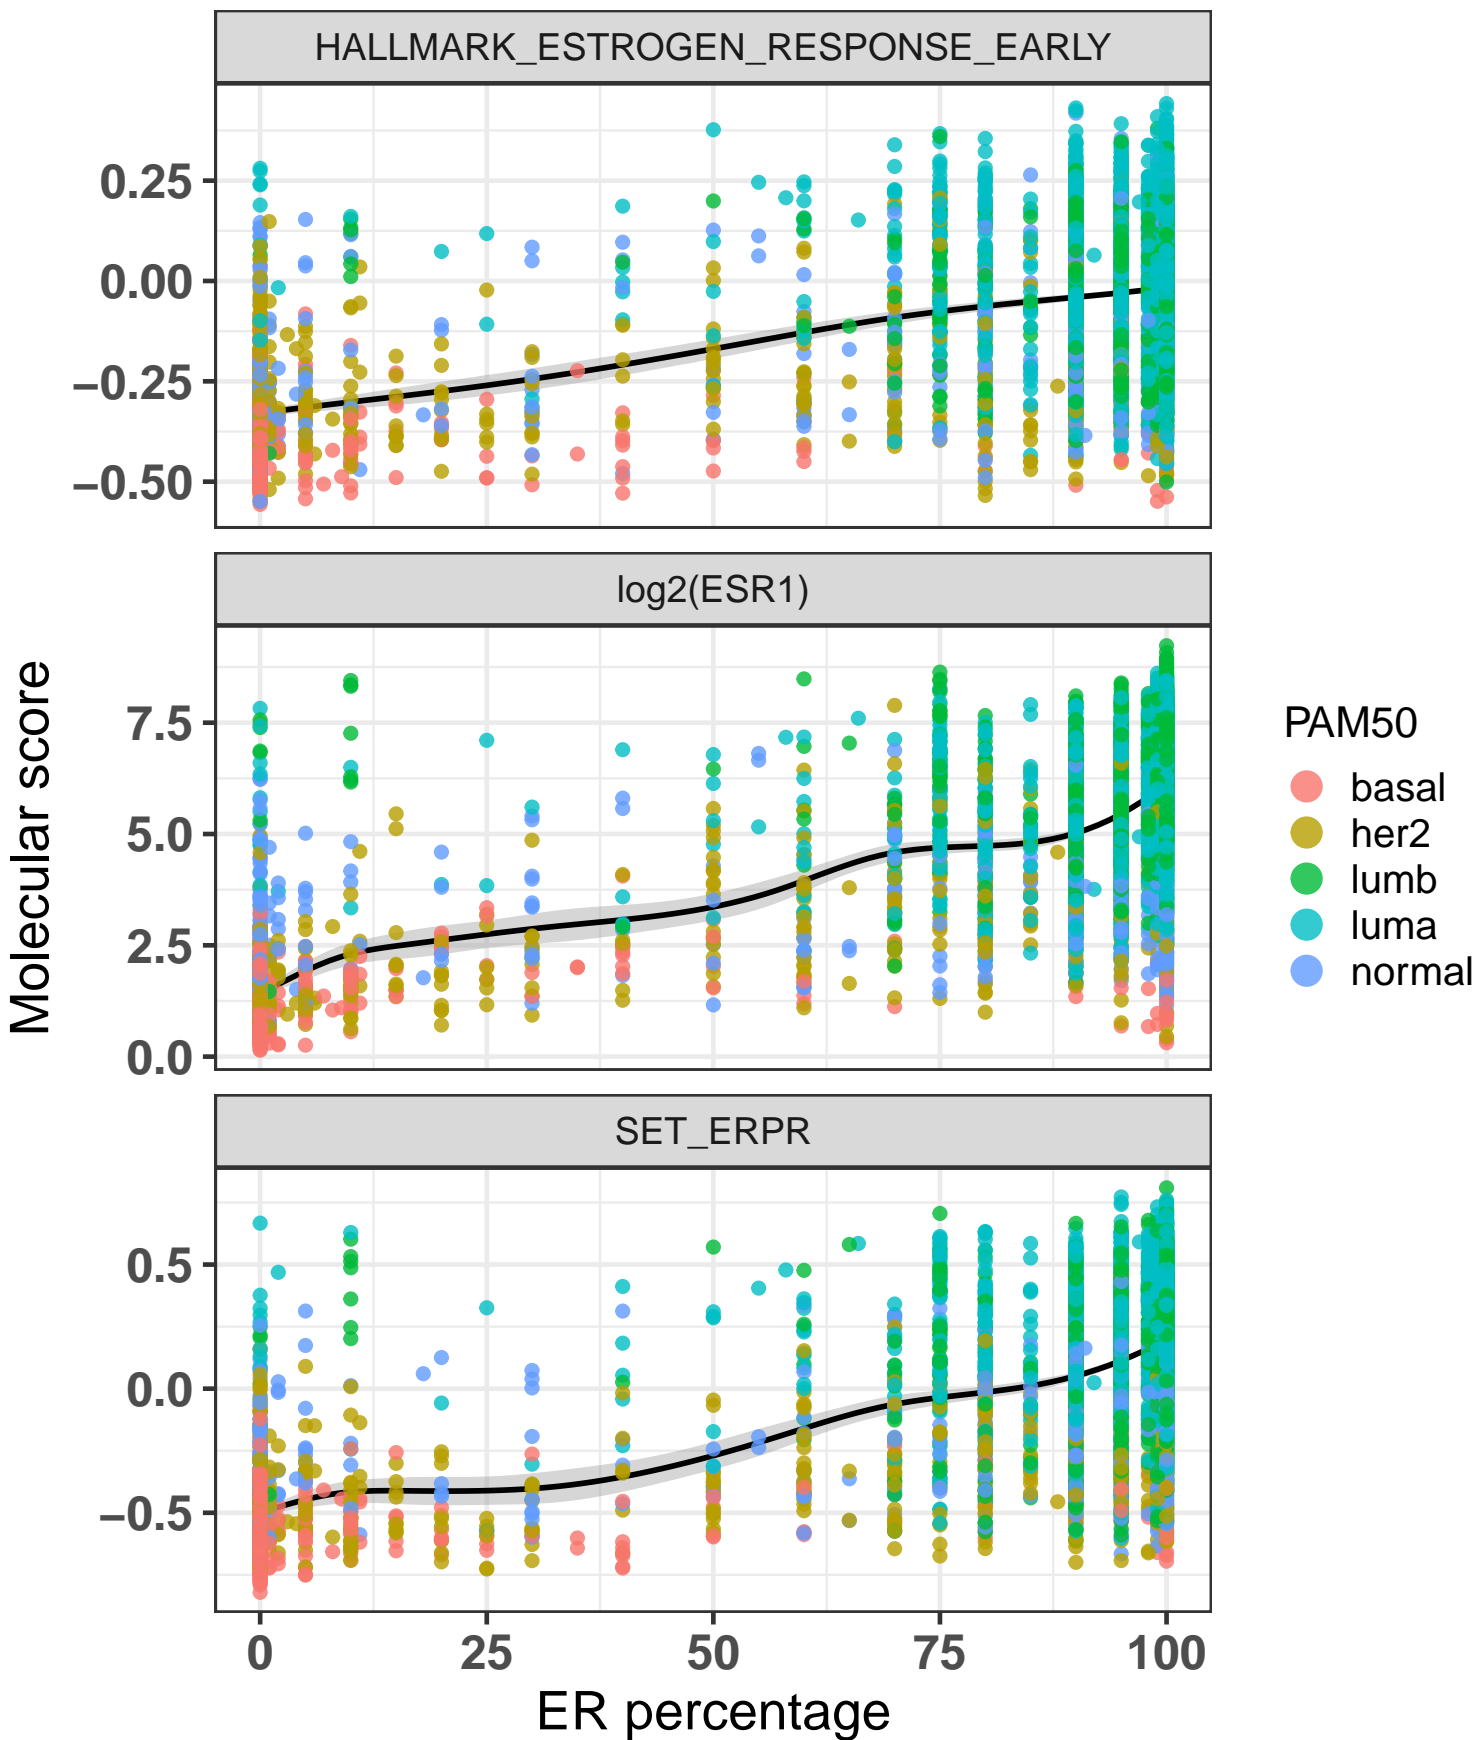 HALLMARK_ESTROGEN_RESPONSE_EARLY
0.25
0.00
−0.25
−0.50
log2(ESR1)
7.5
5.0
2.5
0.0
SET_ERPR
0.5
0.0
−0.5
0 25 50 75 100
ER percentage
Molecular score
PAM50
basal
her2
lumb
luma
normal